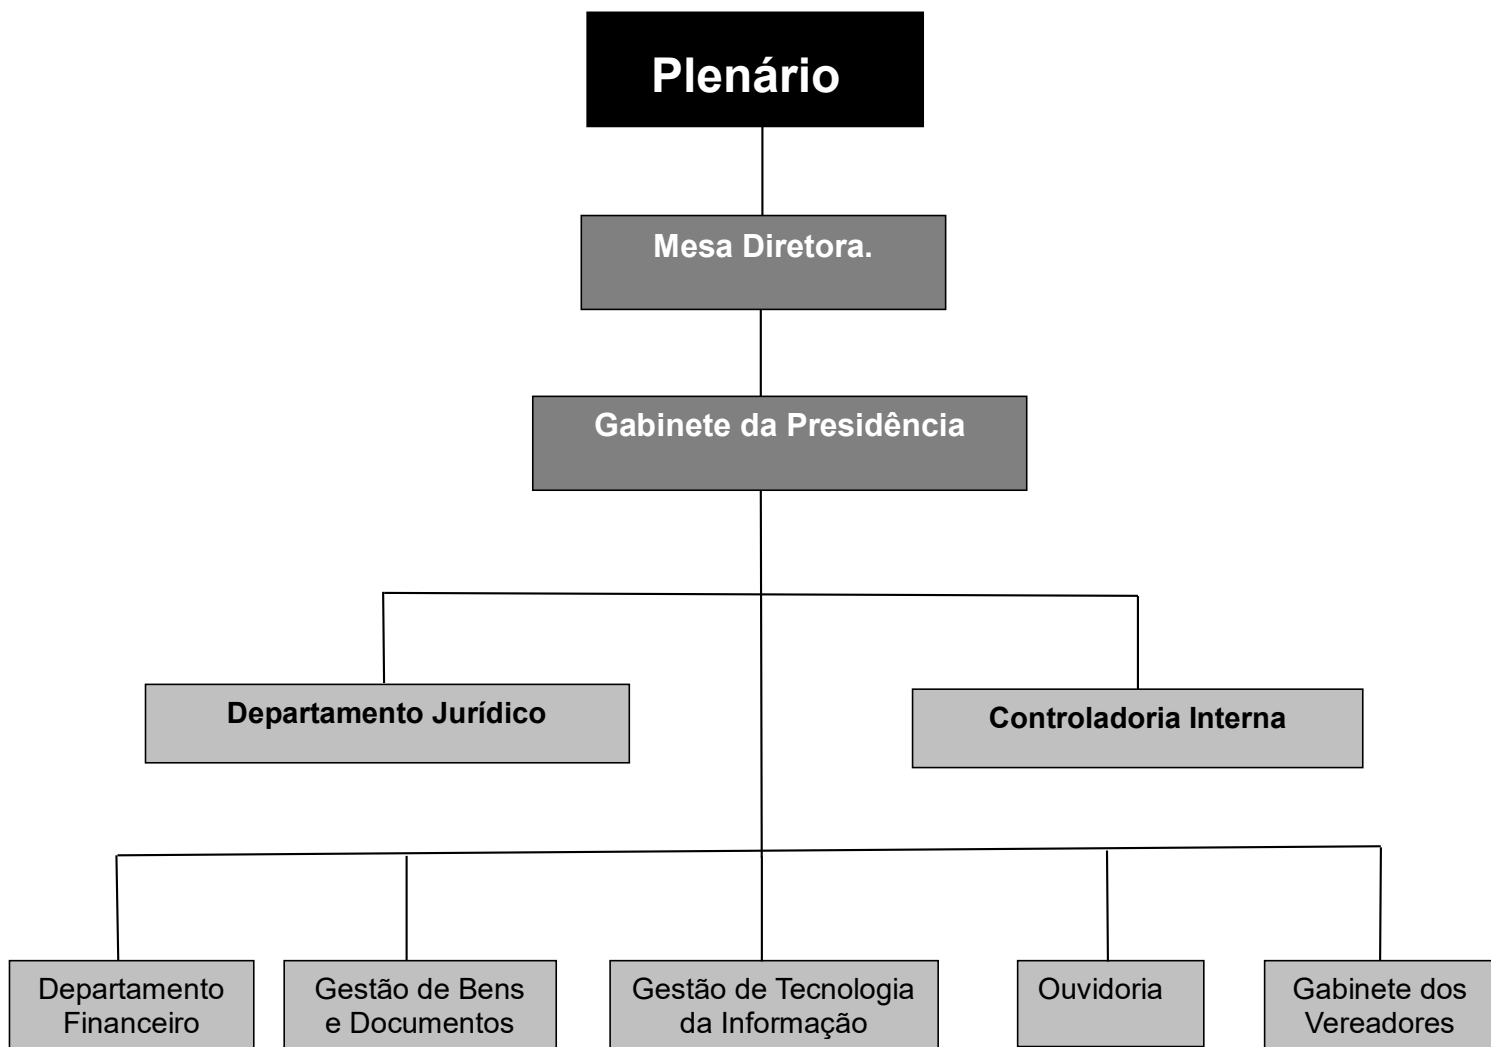 Plenário
Mesa Diretora.
Gabinete da Presidência
Departamento Jurídico
Controladoria Interna
Departamento
Financeiro
Gestão de Bens
e Documentos
Gestão de Tecnologia
da Informação
Ouvidoria
Gabinete dos
Vereadores